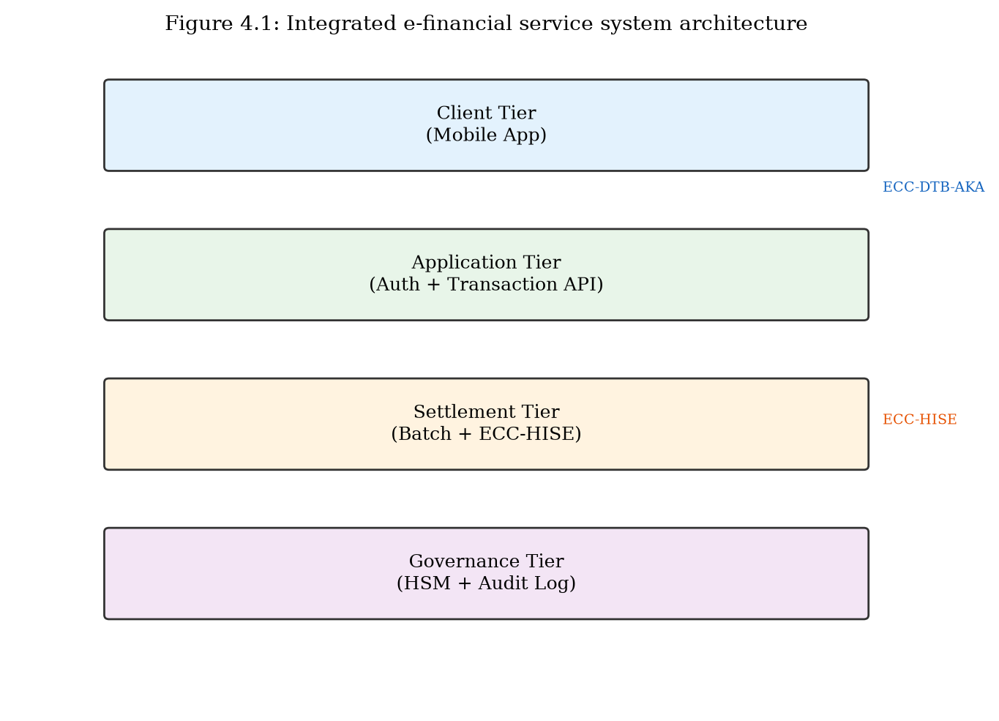 Figure 4.1: Integrated e-financial service system architecture
Client Tier
(Mobile App)
ECC-DTB-AKA
Application Tier
(Auth + Transaction API)
Settlement Tier
(Batch + ECC-HISE)
ECC-HISE
Governance Tier
(HSM + Audit Log)